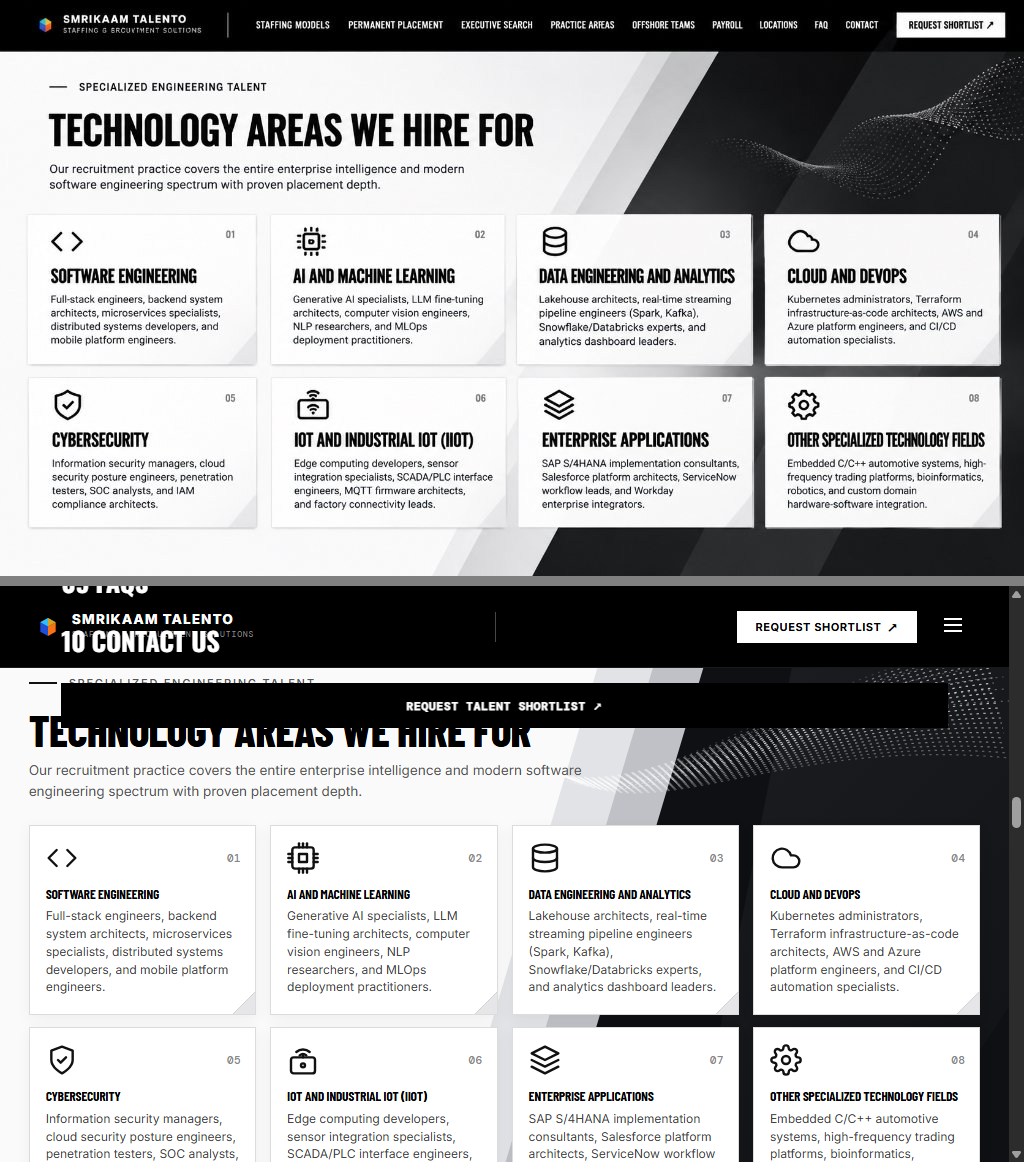 SMRIKAAM TALENTO
STAFFING MOJDELS PERMANENT PLACEMENT EXECUTIVE SEARCH PRACTICE AREAS OFFSHORE TEAMS PAYROLL LOCATIONS FAQ CONTACT REQUEST SHORTLIST ↗
SPECIALIZED ENGINEERING TALENT
TECHNOLOGY AREAS WE HIRE FOR
Our recruitment practice covers the entire enterprise intelligence and modern
software engineering spectrum with proven placement depth.
01
SOFTWARE ENGINEERING
Full-stack engineers, backend system
architects, microservices specialists,
distributed systems developers, and
mobile platform engineers.
02
AI AND MACHINE LEARNING
Generative AI specialists, LLM fine-tuning
architects, computer vision engineers,
NLP researchers, and MLOps
deployment practitioners.
03
DATA ENGINEERING AND ANALYTICS
Lakehouse architects, real-time streaming
pipeline engineers (Spark, Kafka),
Snowflake/Databricks experts, and
analytics dashboard leaders.
04
CLOUD AND DEVOPS
Kubernetes administrators, Terraform
infrastructure-as-code architects, AWS and
Azure platform engineers, and CI/CD
automation specialists.
05
CYBERSECURITY
Information security managers, cloud
security posture engineers, penetration
testers, SOC analysts, and IAM
compliance architects.
06
IOT AND INDUSTRIAL IOT (IIOT)
Edge computing developers, sensor
integration specialists, SCADA/PLC interface
engineers, MQTT firmware architects,
and factory connectivity leads.
07
ENTERPRISE APPLICATIONS
SAP S/4HANA implementation consultants,
Salesforce platform architects, ServiceNow
workflow leads, and Workday
enterprise integrators.
08
OTHER SPECIALIZED TECHNOLOGY FIELDS
Embedded C/C++ automotive systems, high-
frequency trading platforms, bioinformatics,
robotics, and custom domain
hardware-software integration.
FAQS
SMRIKAAM TALENTO
10 CONTACT US
REQUEST SHORTLIST ↗
SPECIALIZED ENGINEERING TALENT
REQUEST TALENT SHORTLIST ↗
TECHNOLOGY AREAS WE HIRE FOR
Our recruitment practice covers the entire enterprise intelligence and modern software
engineering spectrum with proven placement depth.
01
SOFTWARE ENGINEERING
Full-stack engineers, backend
system architects, microservices
specialists, distributed systems
developers, and mobile platform
engineers.
02
AI AND MACHINE LEARNING
Generative AI specialists, LLM
fine-tuning architects, computer
vision engineers, NLP
researchers, and MLOps
deployment practitioners.
03
DATA ENGINEERING AND ANALYTICS
Lakehouse architects, real-time
streaming pipeline engineers
(Spark, Kafka),
Snowflake/Databricks experts,
and analytics dashboard leaders.
04
CLOUD AND DEVOPS
Kubernetes administrators,
Terraform infrastructure-as-code
architects, AWS and Azure
platform engineers, and CI/CD
automation specialists.
05
CYBERSECURITY
Information security managers,
cloud security posture engineers,
penetration testers, SOC analysts,
06
IOT AND INDUSTRIAL IOT (IIOT)
Edge computing developers,
sensor integration specialists,
SCADA/PLC interface engineers,
07
ENTERPRISE APPLICATIONS
SAP S/4HANA implementation
consultants, Salesforce platform
architects, ServiceNow workflow
08
OTHER SPECIALIZED TECHNOLOGY FIELDS
Embedded C/C++ automotive
systems, high-frequency trading
platforms, bioinformatics,